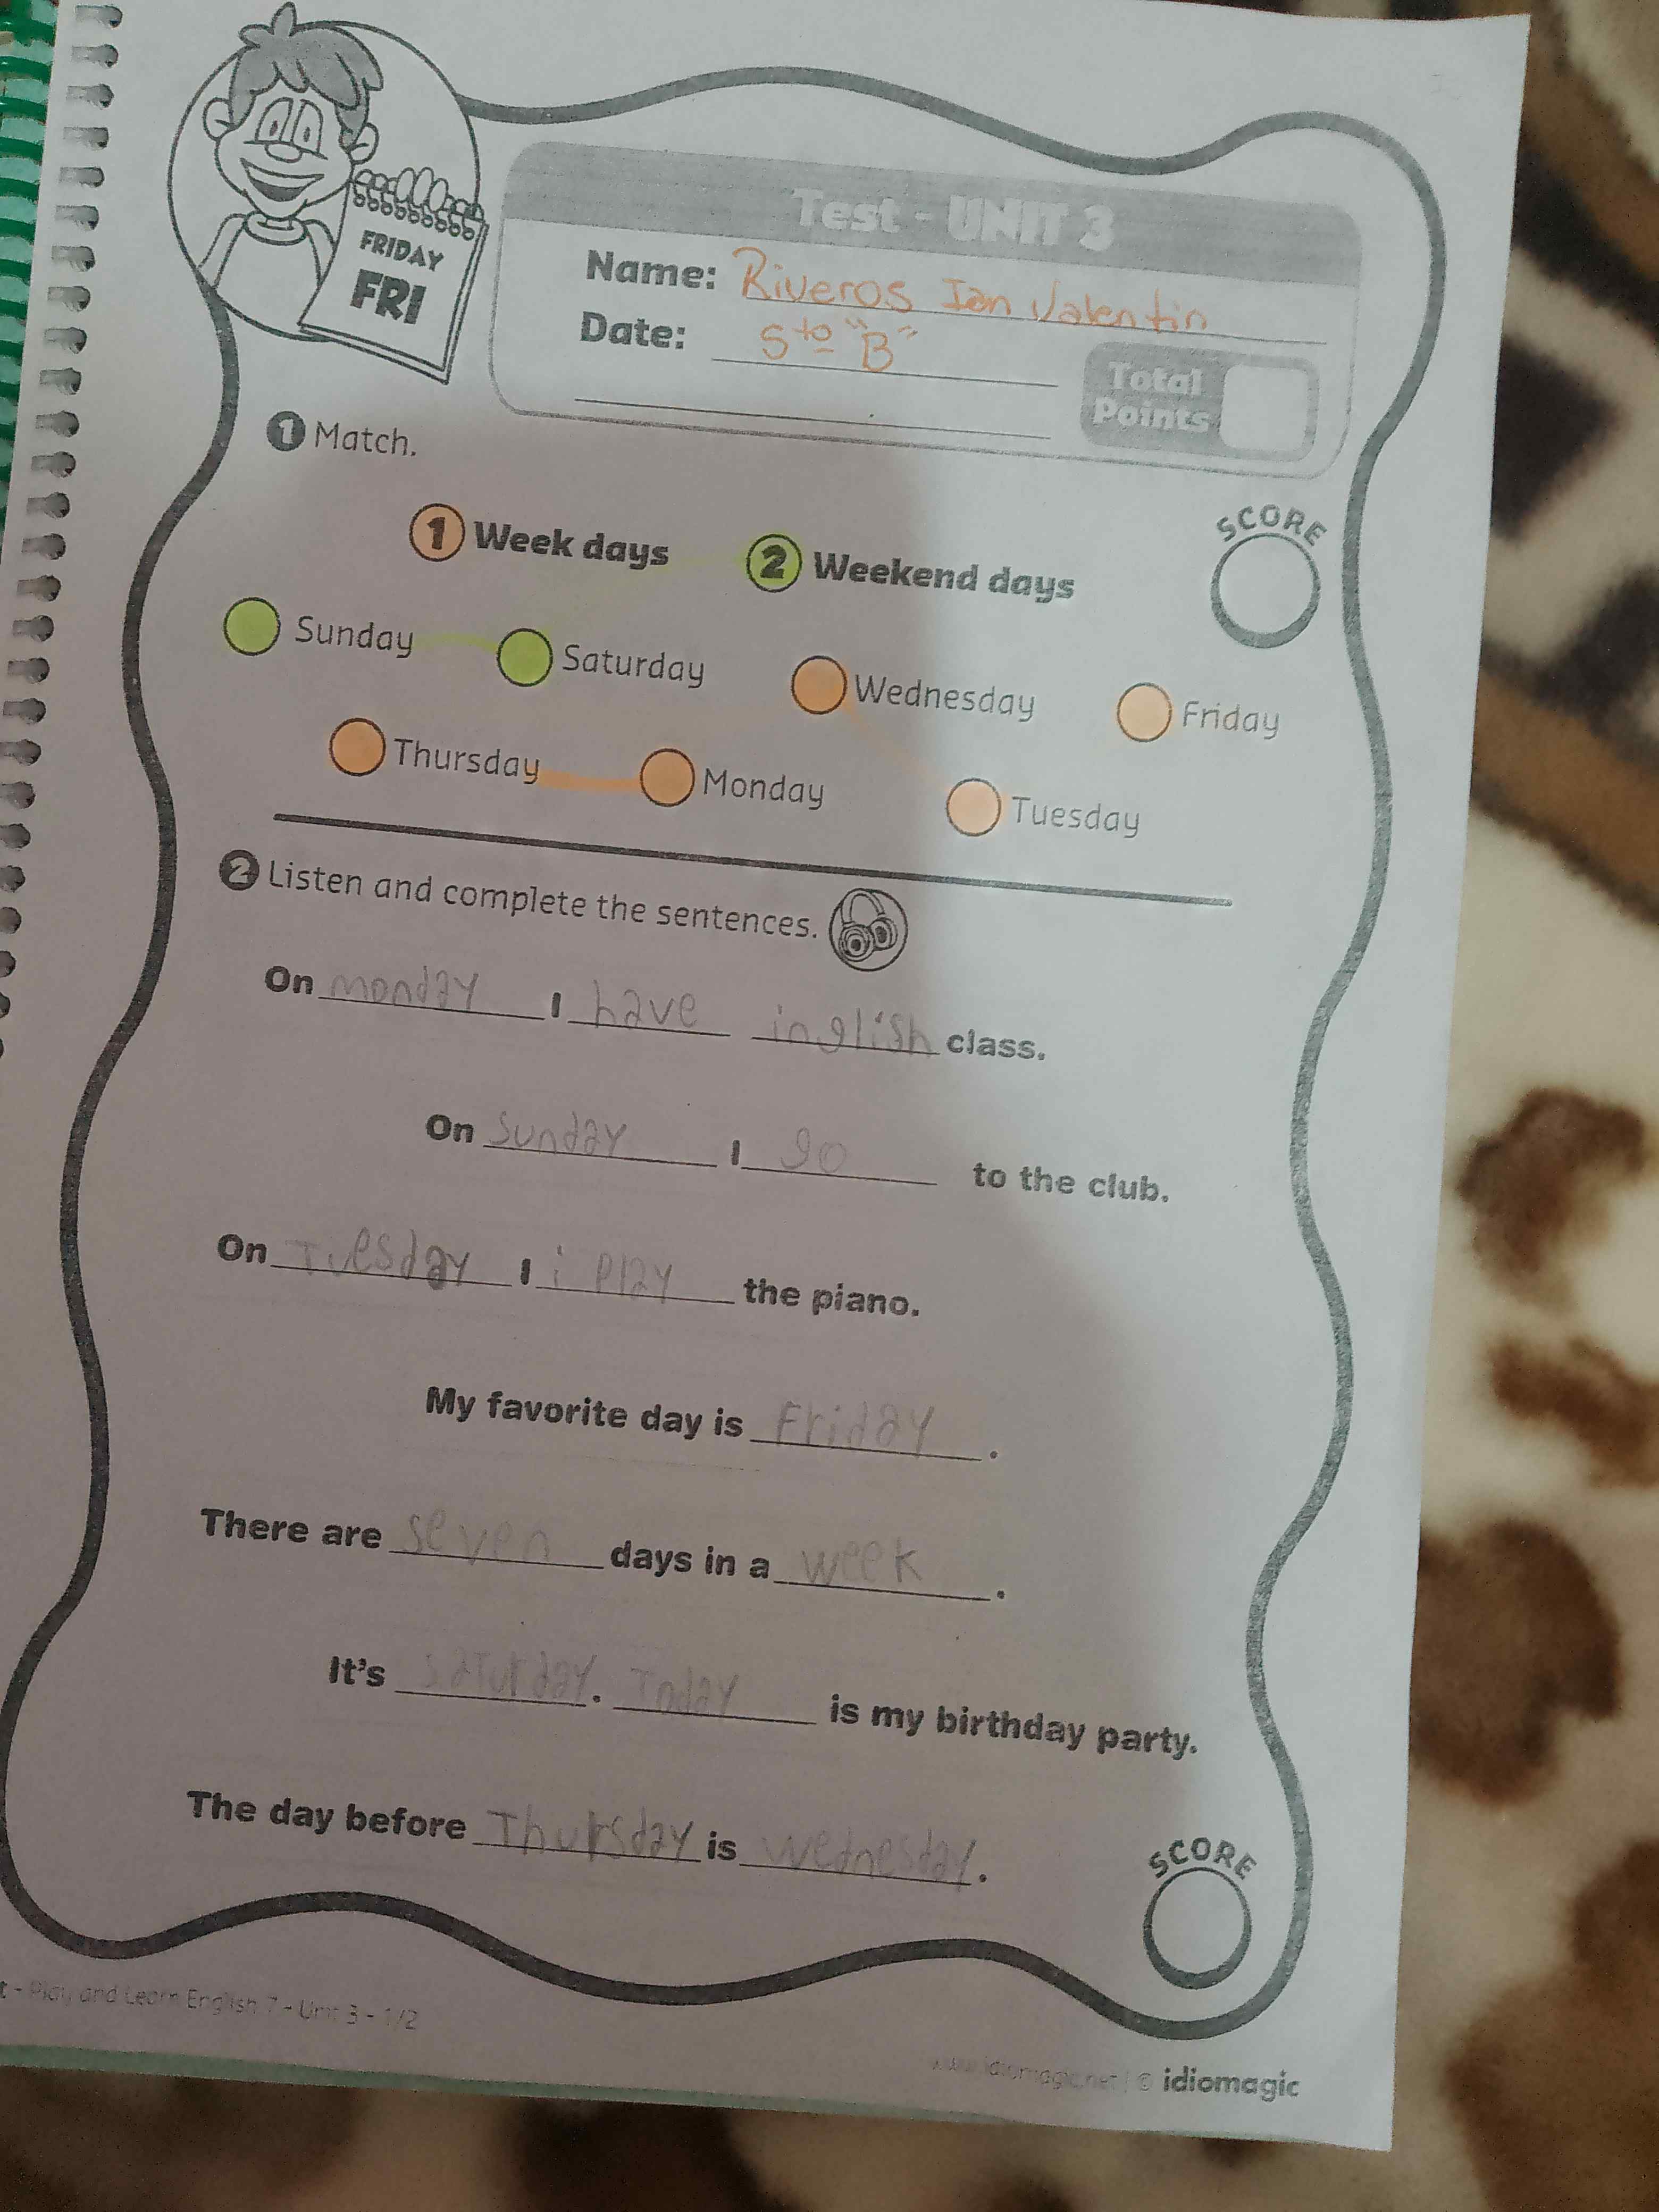 FRIDAY
FRI
Test - UNIT 3
Name: Riveros Ian Valentin
Date: 5to "B"
Total
Points
1 Match.
SCORE
1 Week days 2 Weekend days
Sunday Saturday Wednesday Friday
Thursday Monday Tuesday
2 Listen and complete the sentences.
On monday I have inglish class.
On Sunday I go to the club.
On Tuesday I i play the piano.
My favorite day is Friday.
There are seven days in a week.
It's saturday. Today is my birthday party.
The day before Thursday is wednesday.
SCORE
t - Play and Learn English 7 - Unit 3 - 1/2
www.idiomagic.net | © idiomagic